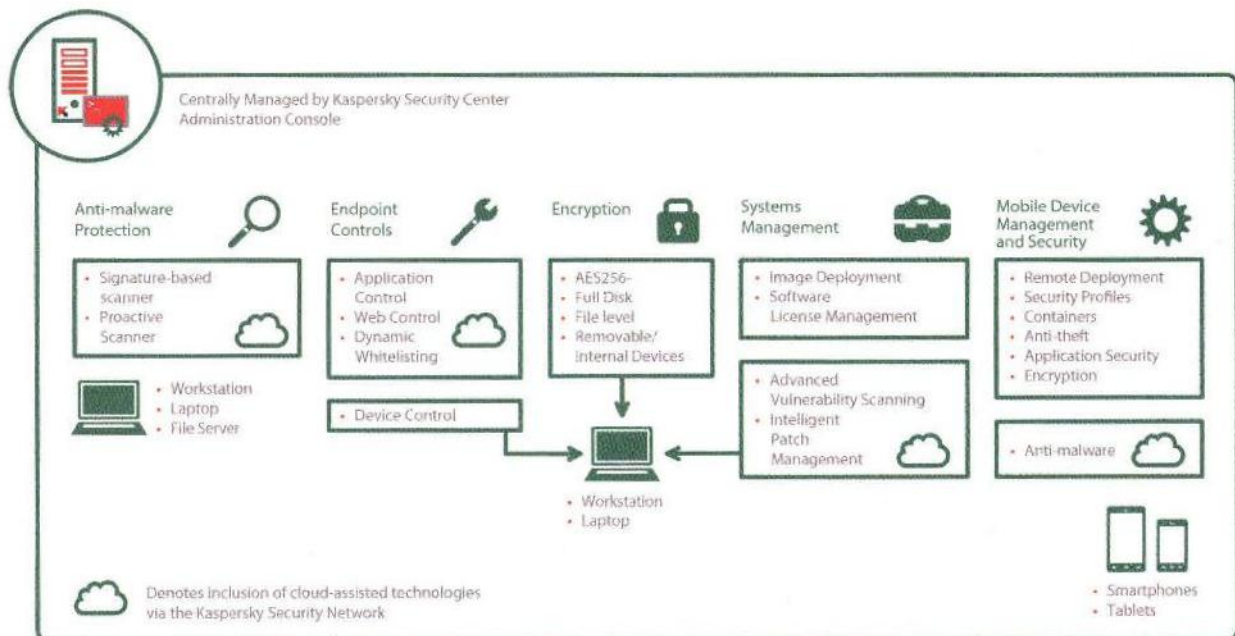 Centrally Managed by Kaspersky Security Center
Administration Console
Anti-malware
Protection
• Signature-based
scanner
• Proactive
Scanner
• Workstation
• Laptop
• File Server
Endpoint
Controls
• Application
Control
• Web Control
• Dynamic
Whitelisting
• Device Control
Encryption
• AES256-
• Full Disk
• File level
• Removable/
Internal Devices
• Workstation
• Laptop
Systems
Management
• Image Deployment
• Software
License Management
• Advanced
Vulnerability Scanning
• Intelligent
Patch
Management
Mobile Device
Management
and Security
• Remote Deployment
• Security Profiles
• Containers
• Anti-theft
• Application Security
• Encryption
• Anti-malware
• Smartphones
• Tablets
Denotes inclusion of cloud-assisted technologies
via the Kaspersky Security Network